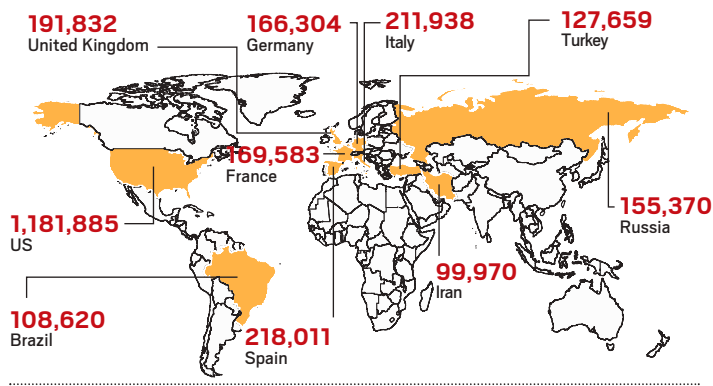 191,832
United Kingdom
166,304
Germany
211,938
Italy
127,659
Turkey
169,583
France
155,370
Russia
1,181,885
US
99,970
Iran
108,620
Brazil
218,011
Spain